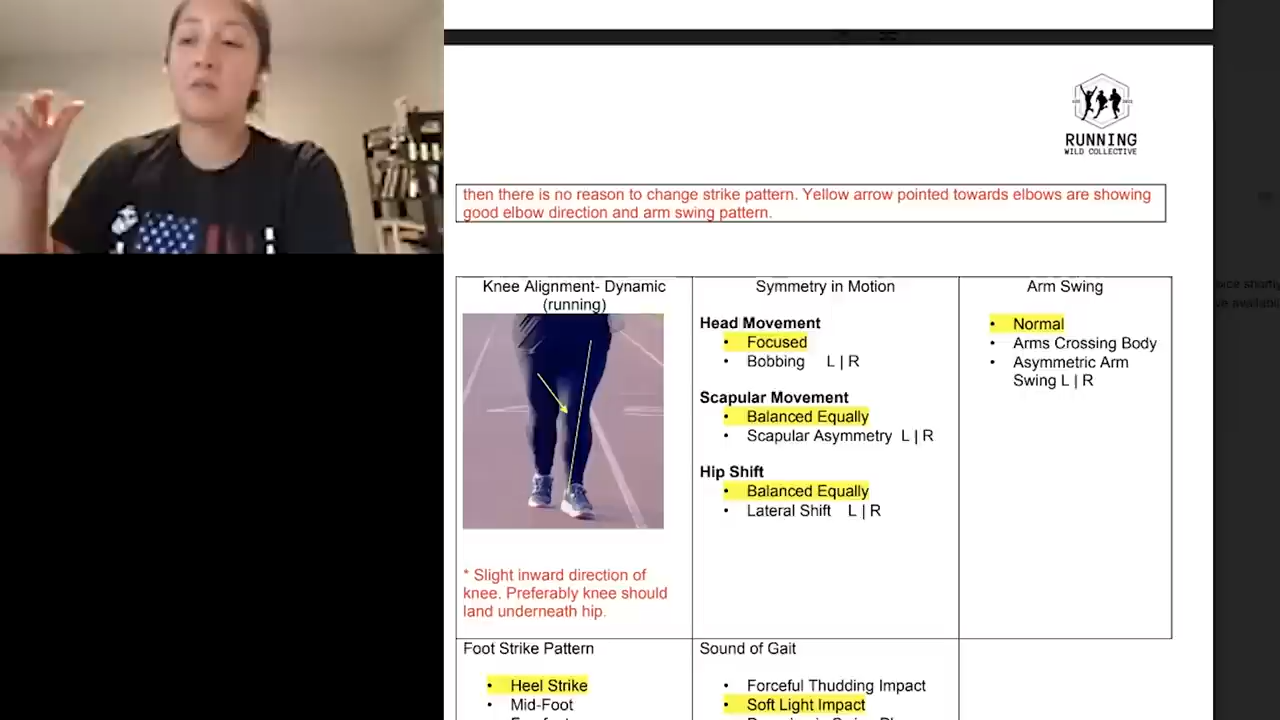 RUNNING
WILD COLLECTIVE
then there is no reason to change strike pattern. Yellow arrow pointed towards elbows are showing
good elbow direction and arm swing pattern.
Knee Alignment- Dynamic
(running)
* Slight inward direction of
knee. Preferably knee should
land underneath hip.
Symmetry in Motion
Head Movement
• Focused
• Bobbing L | R
Scapular Movement
• Balanced Equally
• Scapular Asymmetry L | R
Hip Shift
• Balanced Equally
• Lateral Shift L | R
Arm Swing
• Normal
• Arms Crossing Body
• Asymmetric Arm
Swing L | R
Foot Strike Pattern
• Heel Strike
• Mid-Foot
Sound of Gait
• Forceful Thudding Impact
• Soft Light Impact